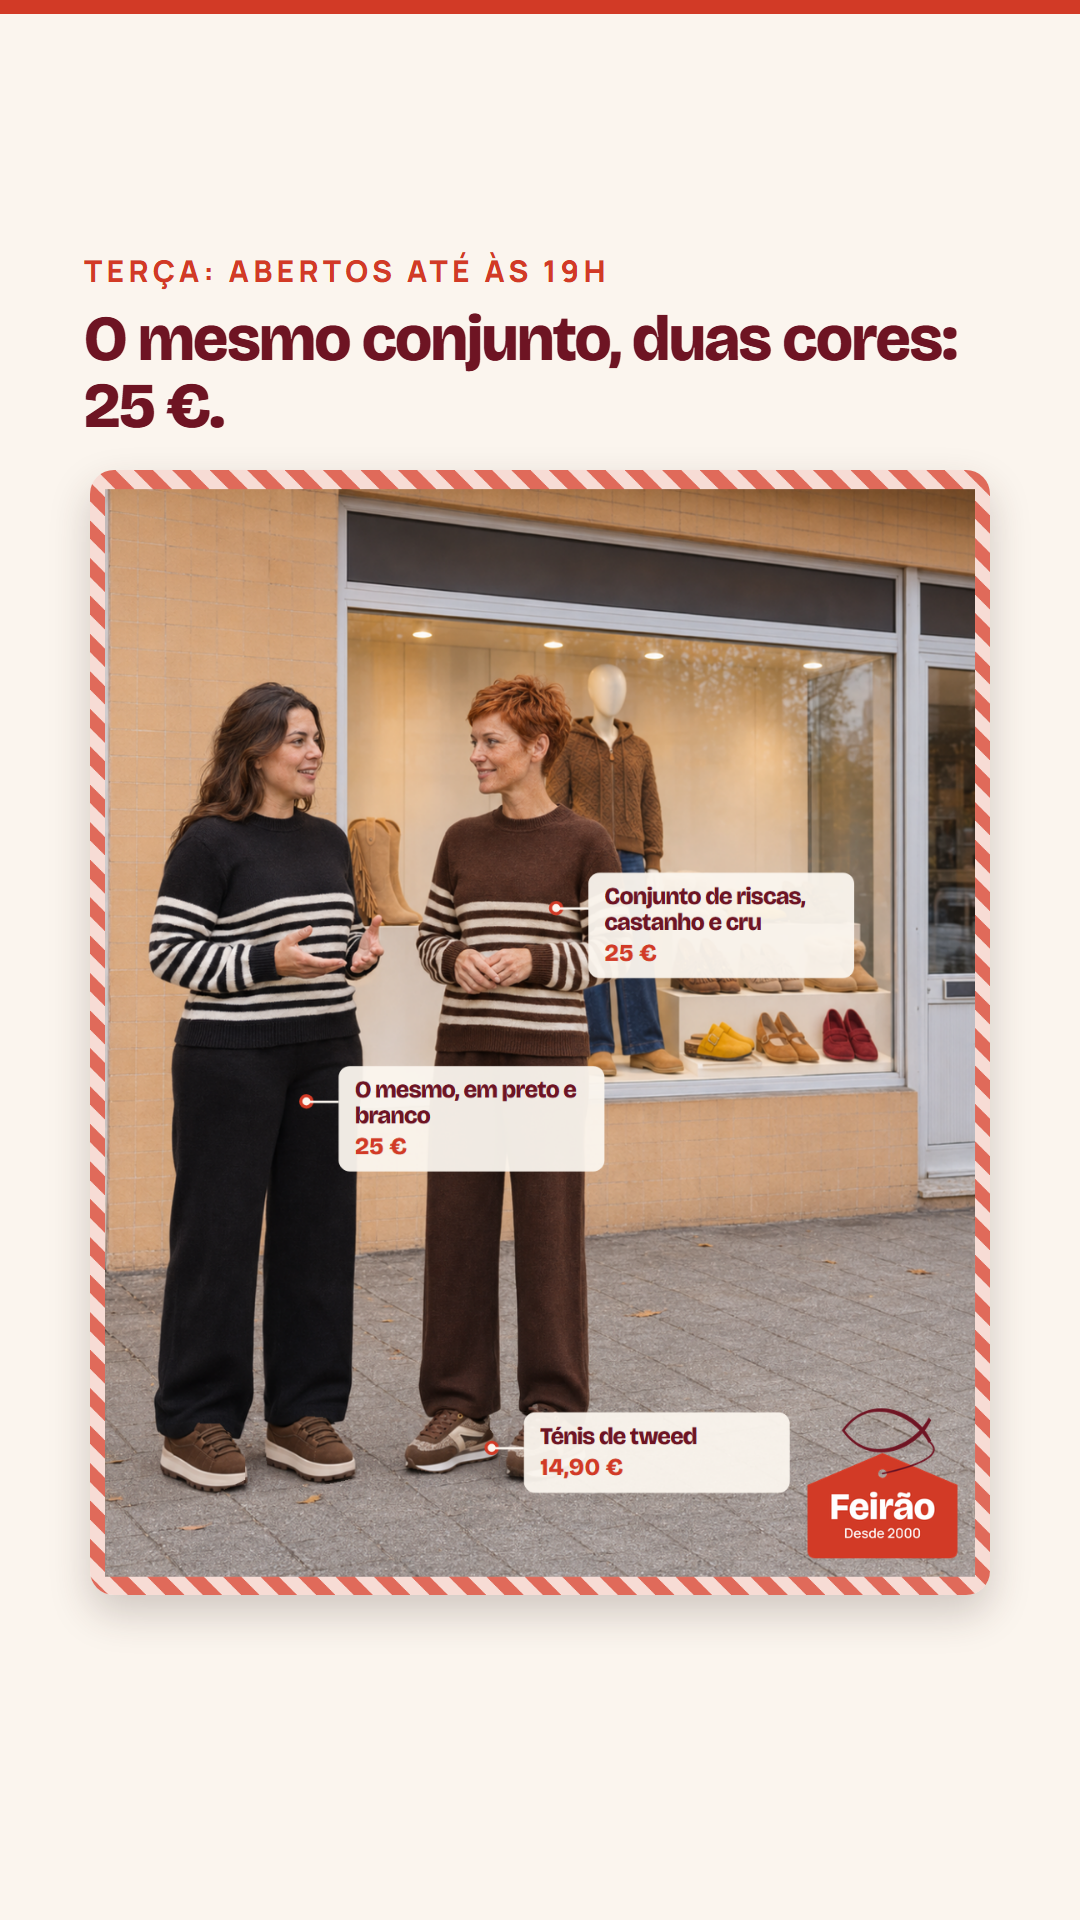 TERÇA: ABERTOS ATÉ ÀS 19H
O mesmo conjunto, duas cores:
25 €.
Conjunto de riscas,
castanho e cru
25 €
O mesmo, em preto e
branco
25 €
Ténis de tweed
14,90 €
Feirão
Desde 2000